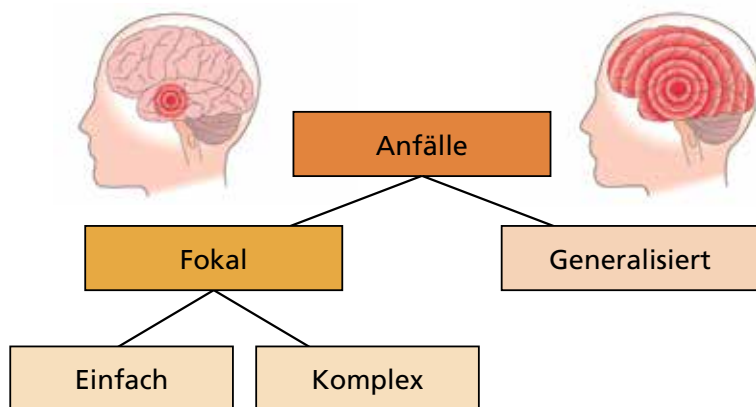 Anfälle
Fokal
Generalisiert
Einfach
Komplex